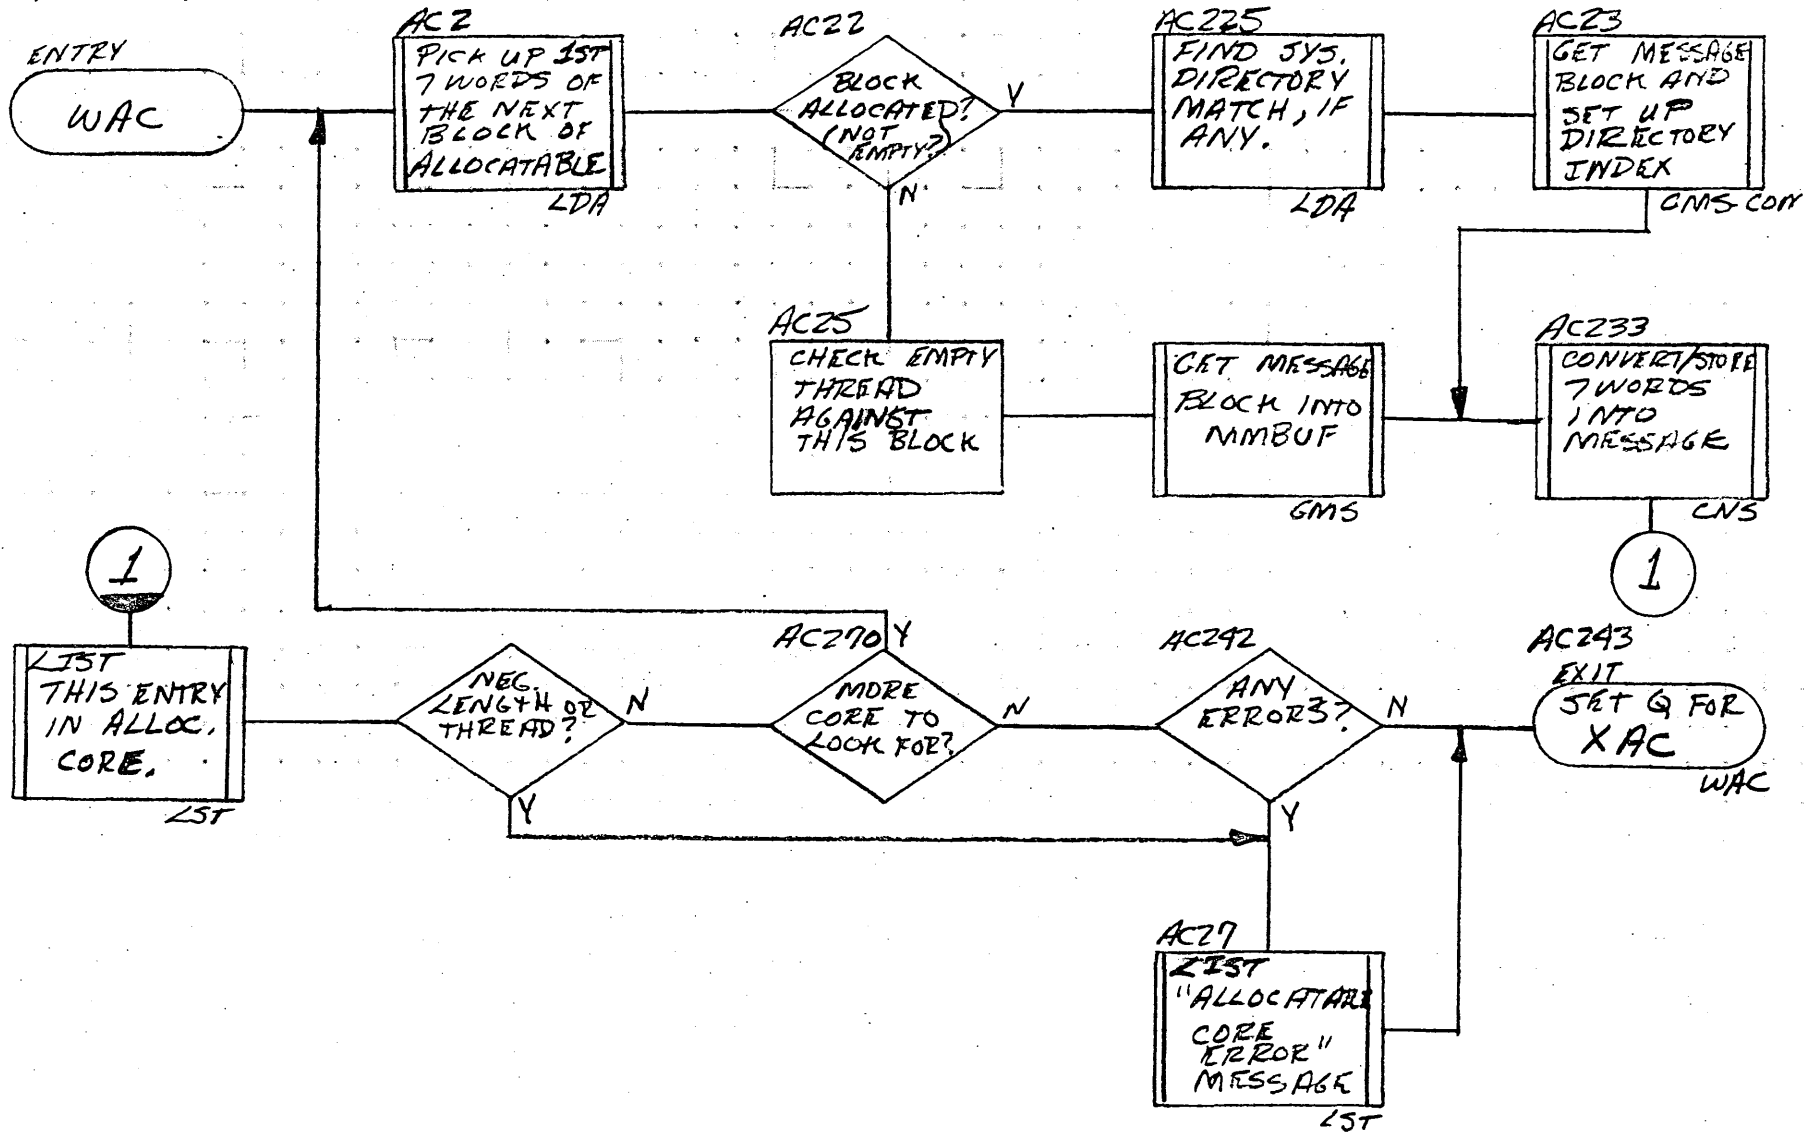 ENTRY
WAC
AC2
PICK UP 1ST
7 WORDS OF
THE NEXT
BLOCK OF
ALLOCATABLE
LDA
AC22
BLOCK
ALLOCATED?
(NOT
EMPTY?)
Y
N
AC225
FIND SYS.
DIRECTORY
MATCH, IF
ANY.
LDA
AC23
GET MESSAGE
BLOCK AND
SET UP
DIRECTORY
INDEX
GMS-CON
AC25
CHECK EMPTY
THREAD
AGAINST
THIS BLOCK
GET MESSAGE
BLOCK INTO
MMBUF
GMS
AC233
CONVERT/STORE
7 WORDS
INTO
MESSAGE
CNS
1
1
LIST
THIS ENTRY
IN ALLOC.
CORE.
LST
NEG.
LENGTH OR
THREAD?
N
Y
AC270
Y
MORE
CORE TO
LOOK FOR?
N
AC242
ANY
ERRORS?
N
Y
AC243
EXIT
SET Q FOR
XAC
WAC
AC27
LIST
"ALLOCATABLE
CORE
ERROR"
MESSAGE
LST